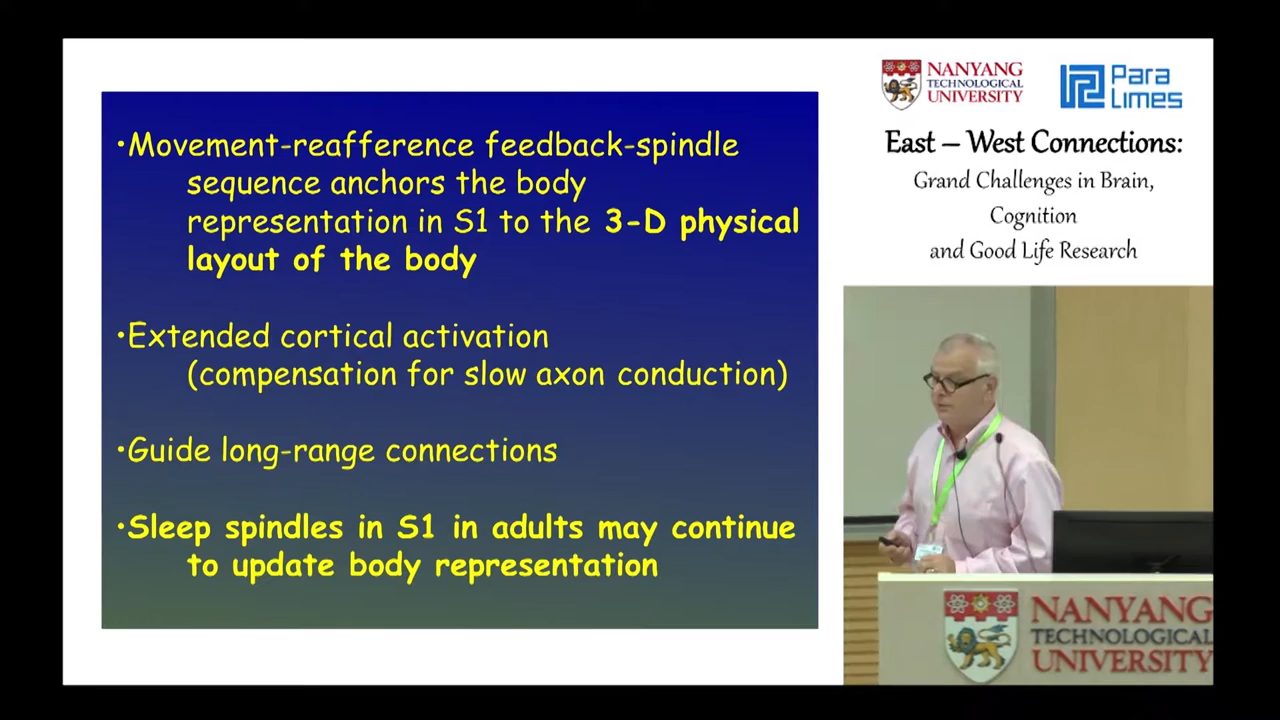 •Movement-reafference feedback-spindle
sequence anchors the body
representation in S1 to the 3-D physical
layout of the body
•Extended cortical activation
(compensation for slow axon conduction)
•Guide long-range connections
•Sleep spindles in S1 in adults may continue
to update body representation
NANYANG
TECHNOLOGICAL
UNIVERSITY
Para
Limes
East – West Connections:
Grand Challenges in Brain,
Cognition
and Good Life Research
NANYANG
TECHNOLOGICAL
UNIVERSITY